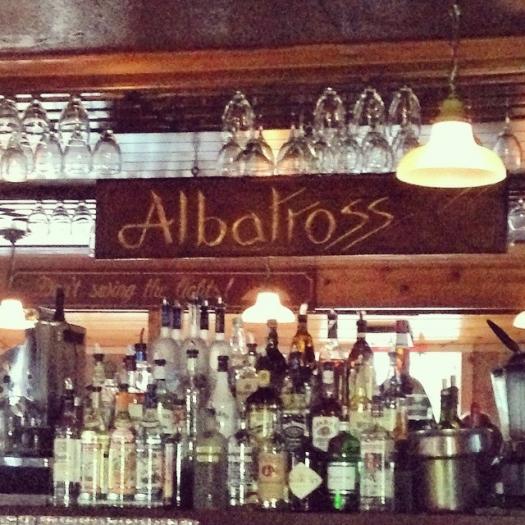 Albatross
Don't swing the lights!